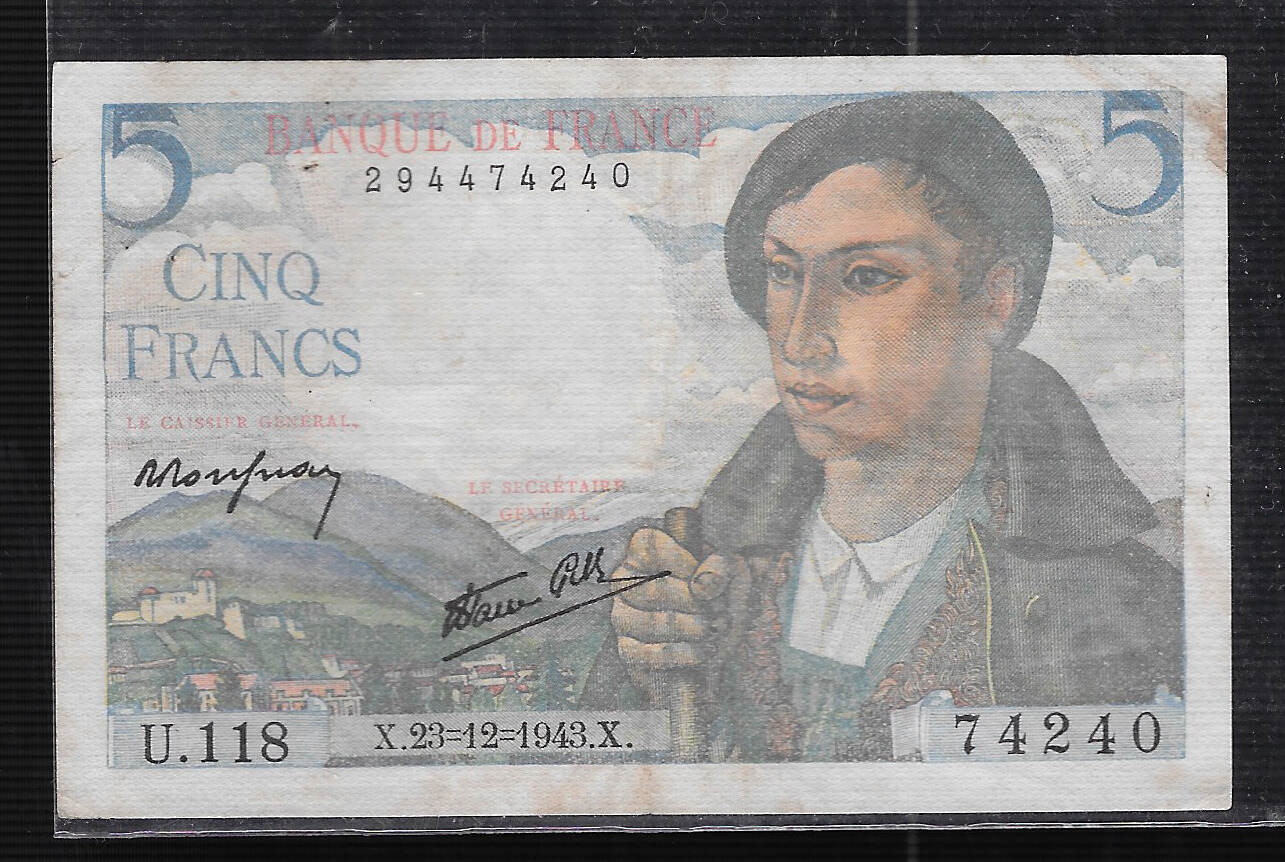 5 BANQUE DE FRANCE 5
294474240
CINQ
FRANCS
LE CAISSIER GÉNÉRAL.
LE SECRÉTAIRE
GÉNÉRAL.
U.118 X.23=12=1943.X. 74240